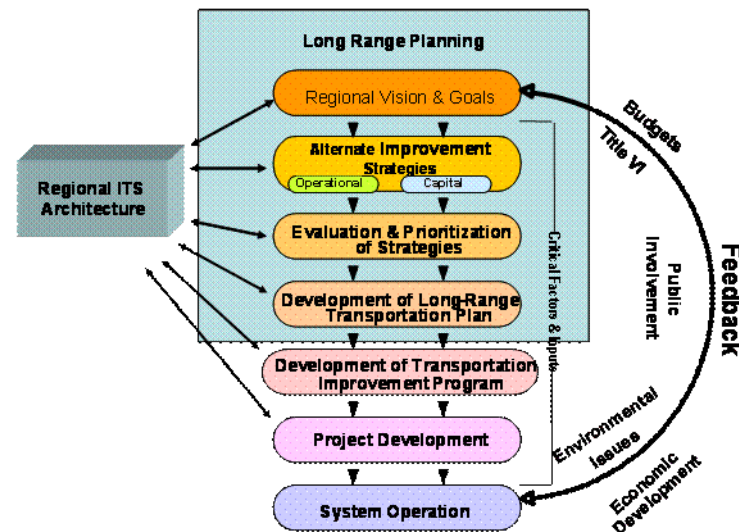 Long Range Planning
Regional Vision & Goals
Alternate Improvement
Strategies
Operational
Capital
Evaluation & Prioritization
of Strategies
Development of Long-Range
Transportation Plan
Development of Transportation
Improvement Program
Project Development
System Operation
Regional ITS
Architecture
Critical Factors & Inputs
Budgets
Title VI
Public
Involvement
Environmental
Issues
Economic
Development
Feedback